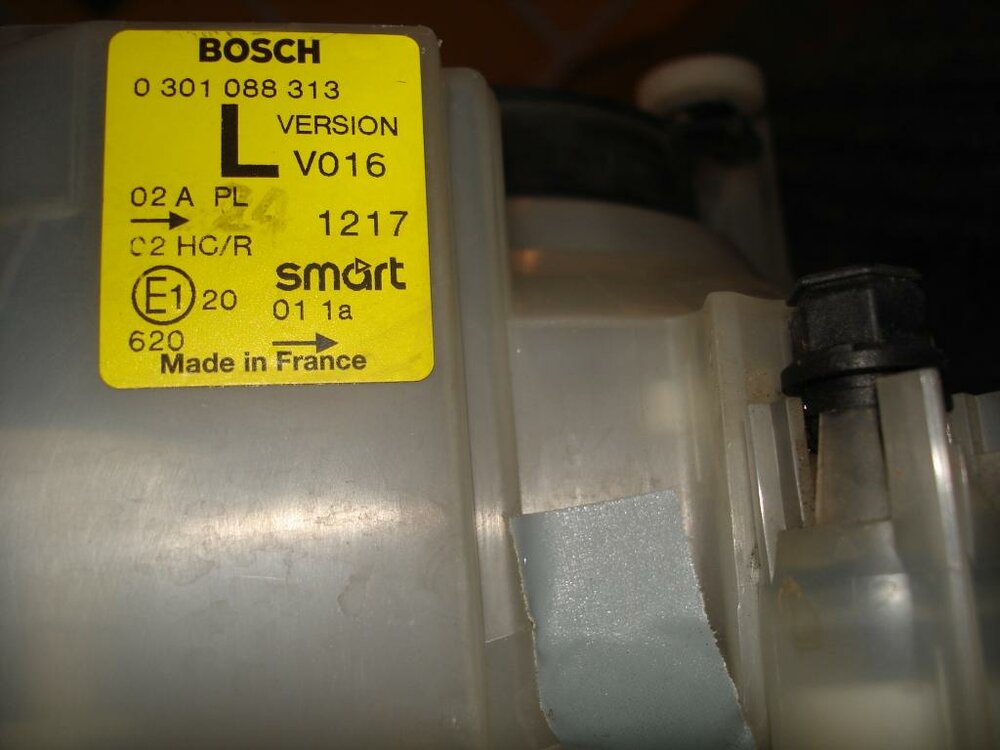 BOSCH
0 301 088 313
L VERSION
V016
02 A PL
24
1217
02 HC/R
smart
E1 20
01 1a
620
Made in France